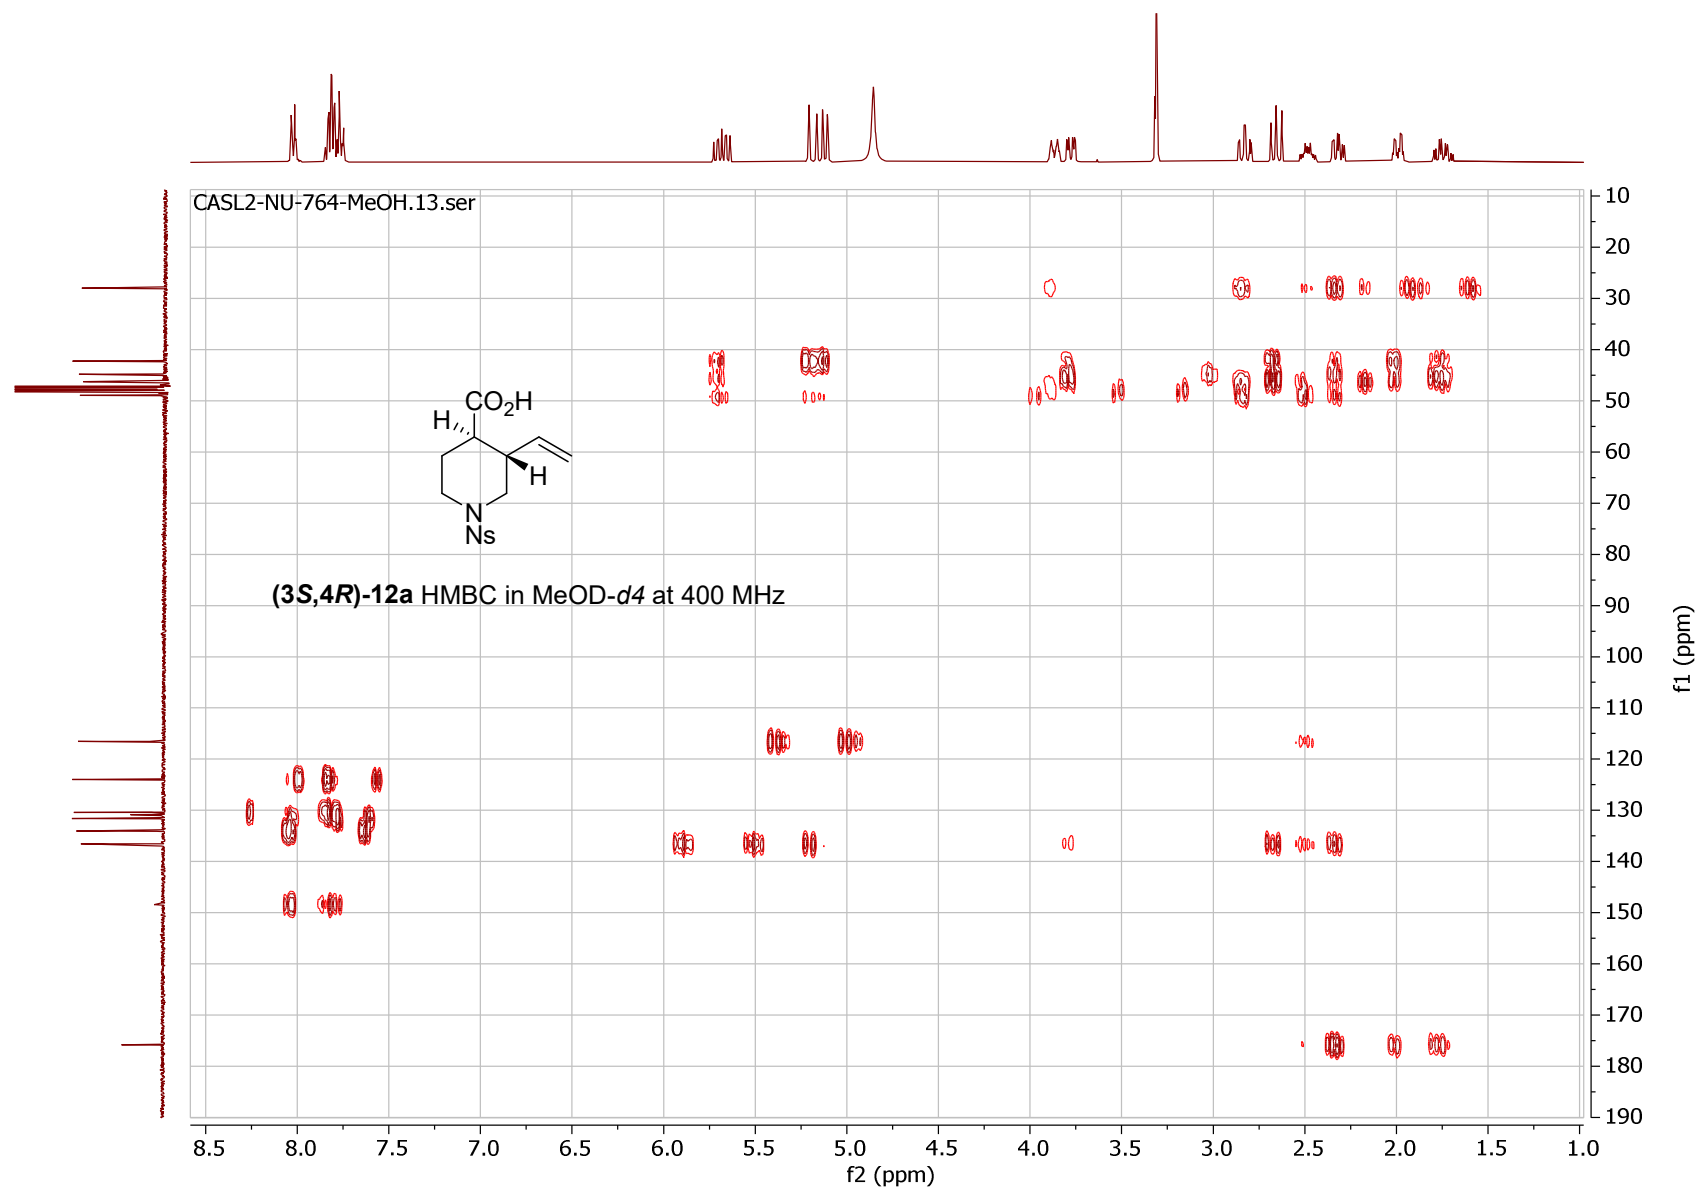 CASL2-NU-764-MeOH.13.ser
CO2H
H
H
N
Ns
(3S,4R)-12a HMBC in MeOD-d4 at 400 MHz
10
20
30
40
50
60
70
80
90
100
110
120
130
140
150
160
170
180
190
f1 (ppm)
8.5 8.0 7.5 7.0 6.5 6.0 5.5 5.0 4.5 4.0 3.5 3.0 2.5 2.0 1.5 1.0
f2 (ppm)